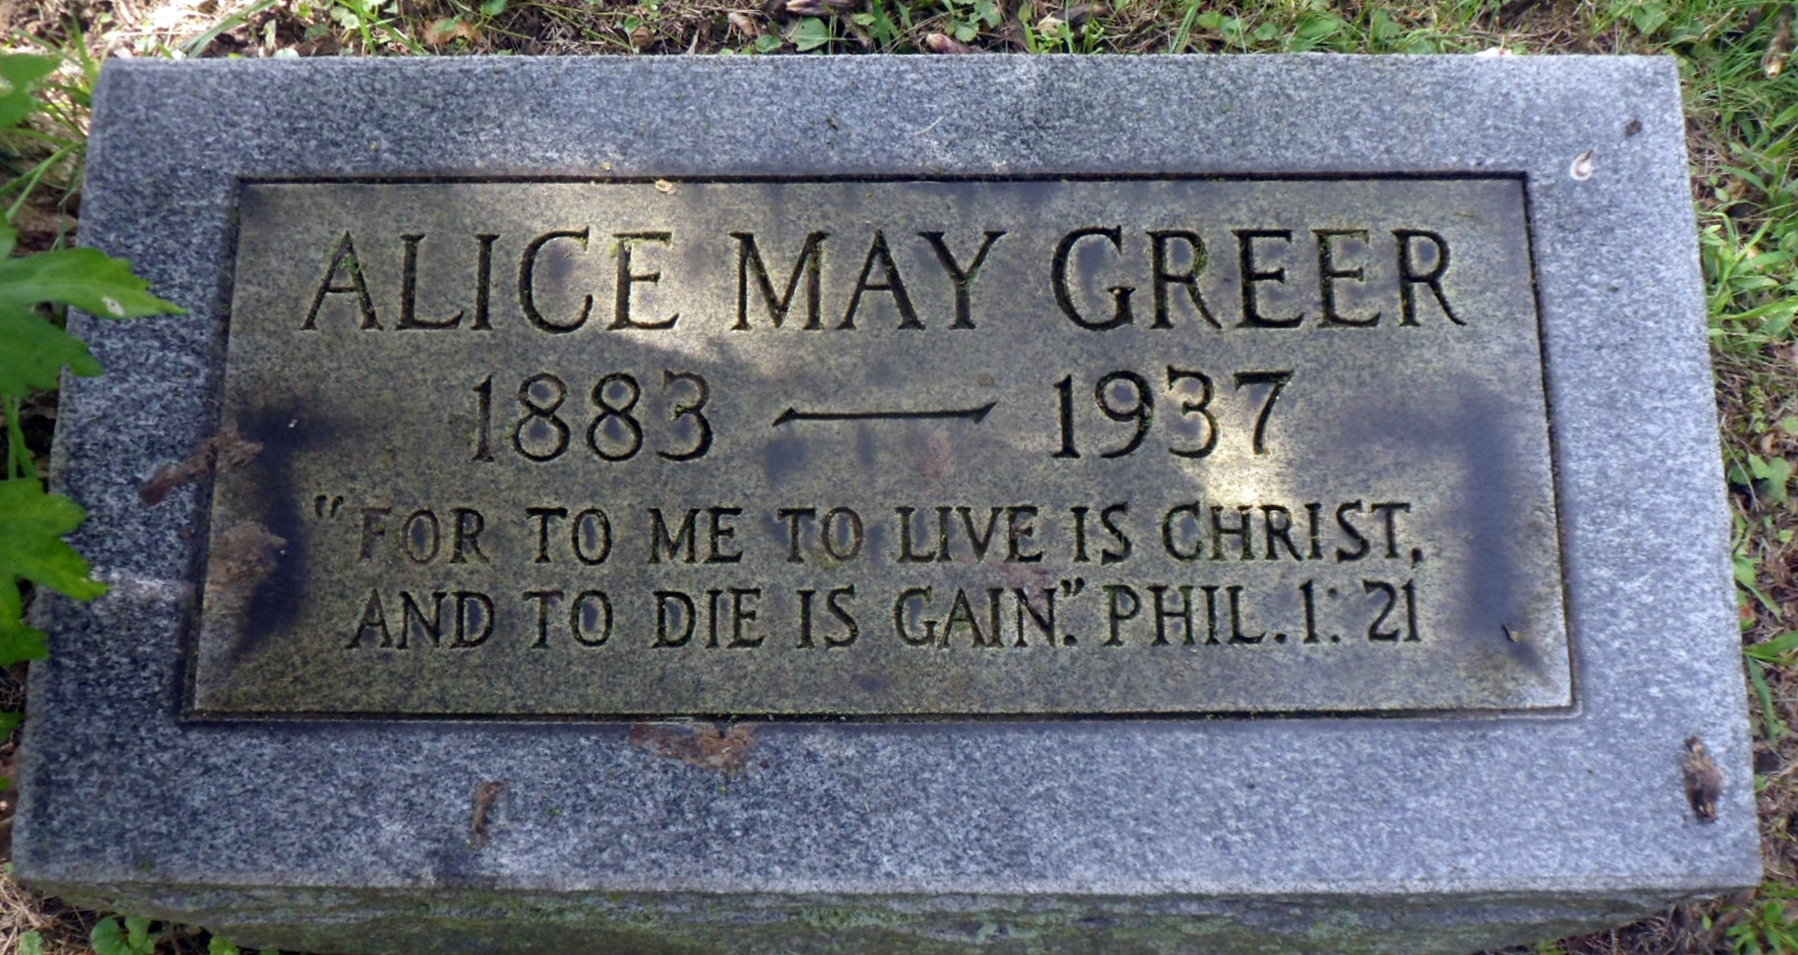 ALICE MAY GREER
1883 — 1937
"FOR TO ME TO LIVE IS CHRIST,
AND TO DIE IS GAIN." PHIL. 1: 21